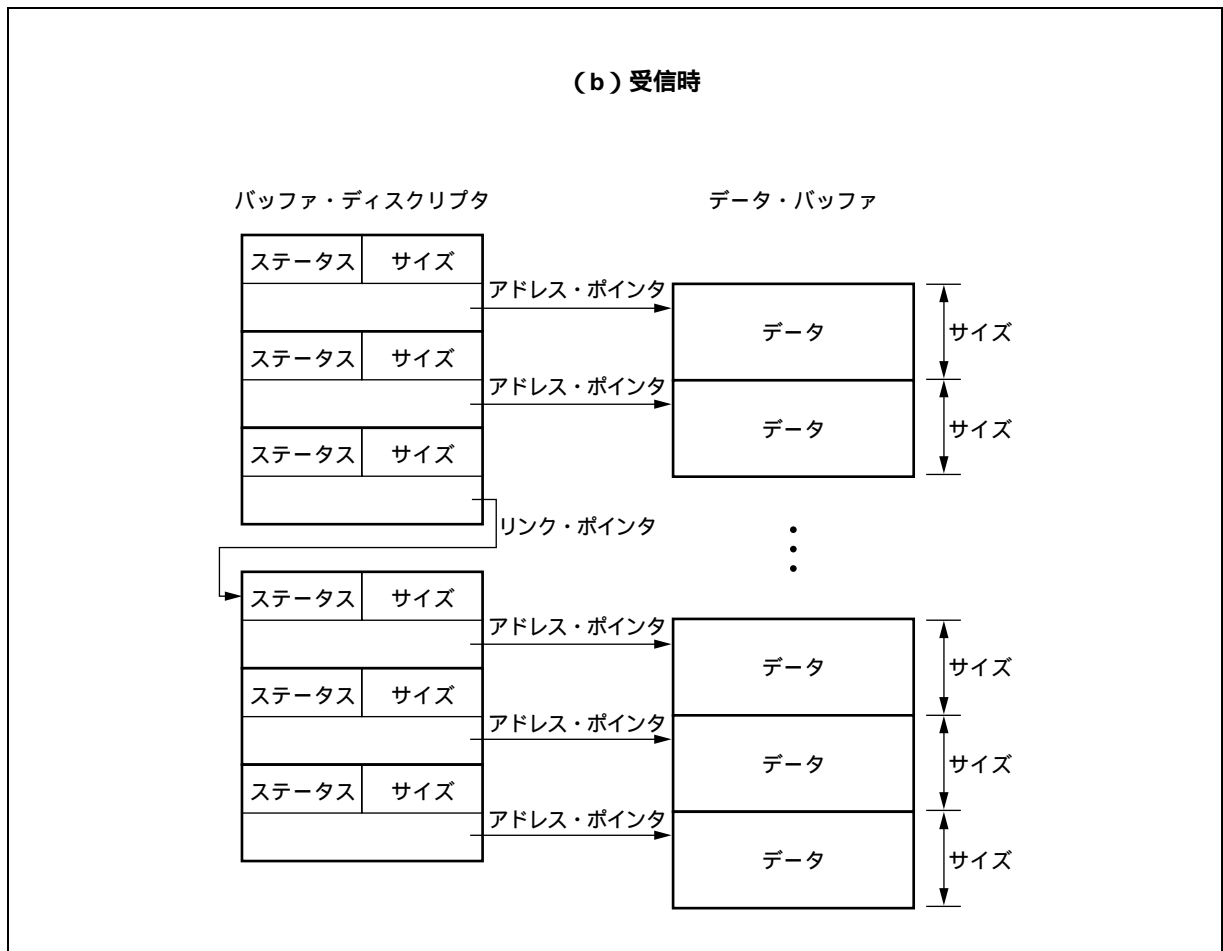 （b）受信時
バッファ・ディスクリプタ
データ・バッファ
ステータス サイズ
アドレス・ポインタ
データ
サイズ
ステータス サイズ
アドレス・ポインタ
データ
サイズ
ステータス サイズ
リンク・ポインタ
ステータス サイズ
アドレス・ポインタ
データ
サイズ
ステータス サイズ
アドレス・ポインタ
データ
サイズ
ステータス サイズ
アドレス・ポインタ
データ
サイズ